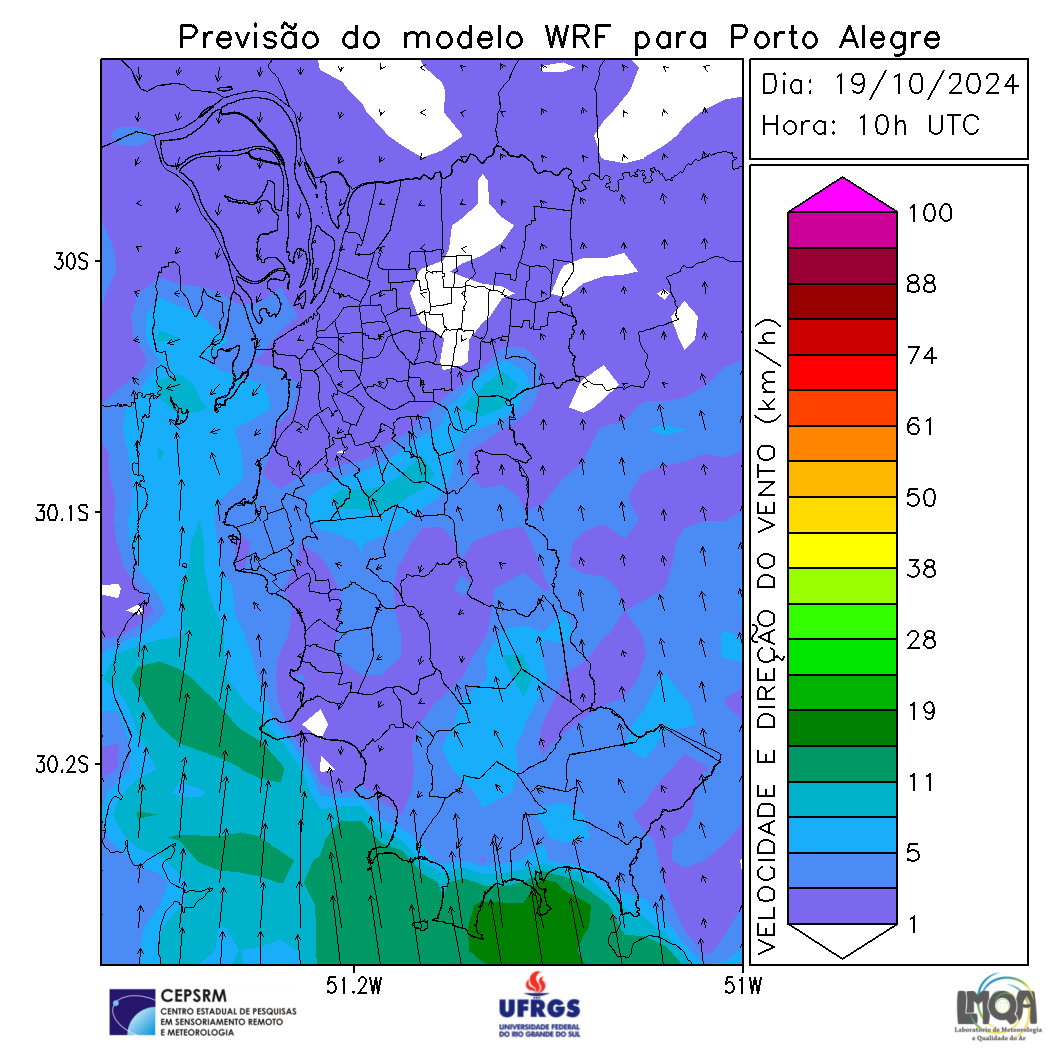 Previsão do modelo WRF para Porto Alegre
Dia: 19/10/2024
Hora: 10h UTC
30S
30.1S
30.2S
51.2W
51W
VELOCIDADE E DIREÇÃO DO VENTO (km/h)
100
88
74
61
50
38
28
19
11
5
1
CEPSRM
CENTRO ESTADUAL DE PESQUISAS
EM SENSORIAMENTO REMOTO
E METEOROLOGIA
UFRGS
UNIVERSIDADE FEDERAL
DO RIO GRANDE DO SUL
LMQA
Laboratório de Meteorologia
e Qualidade do Ar